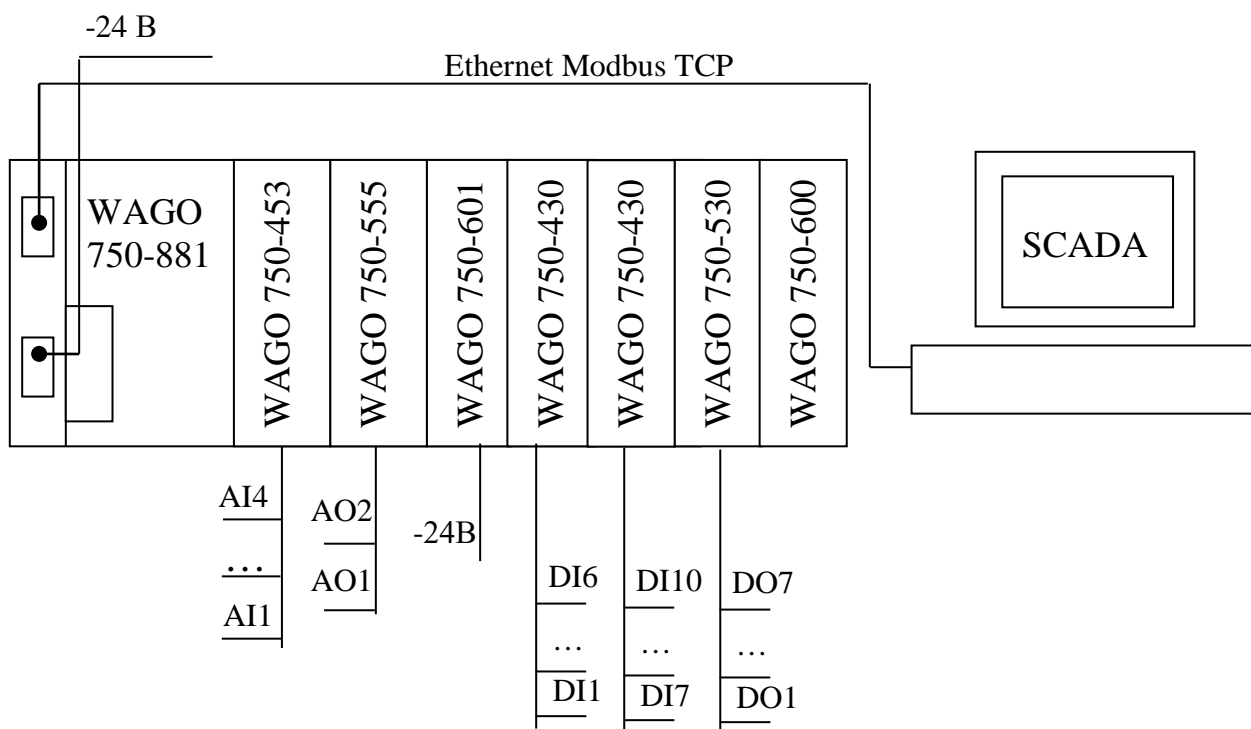 -24 В
Ethernet Modbus TCP
WAGO
750-881
WAGO 750-453
WAGO 750-555
WAGO 750-601
WAGO 750-430
WAGO 750-430
WAGO 750-530
WAGO 750-600
SCADA
AI4
…
AI1
AO2
AO1
-24В
DI6
…
DI1
DI10
…
DI7
DO7
…
DO1